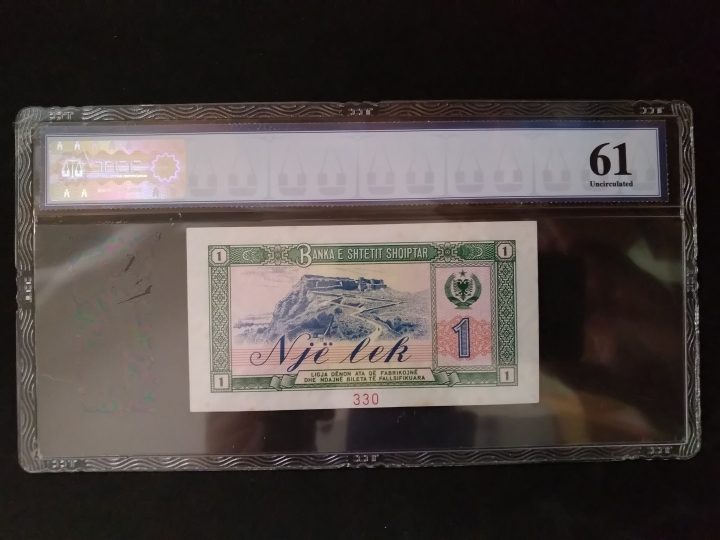 61
Uncirculated
1 BANKA E SHTETIT SHQIPTAR 1
Një lek
1
1 LIGJA DËNON ATA QË FABRIKOJNË 1
DHE NDAJNË BILETA TË FALLSIFIKUARA
330